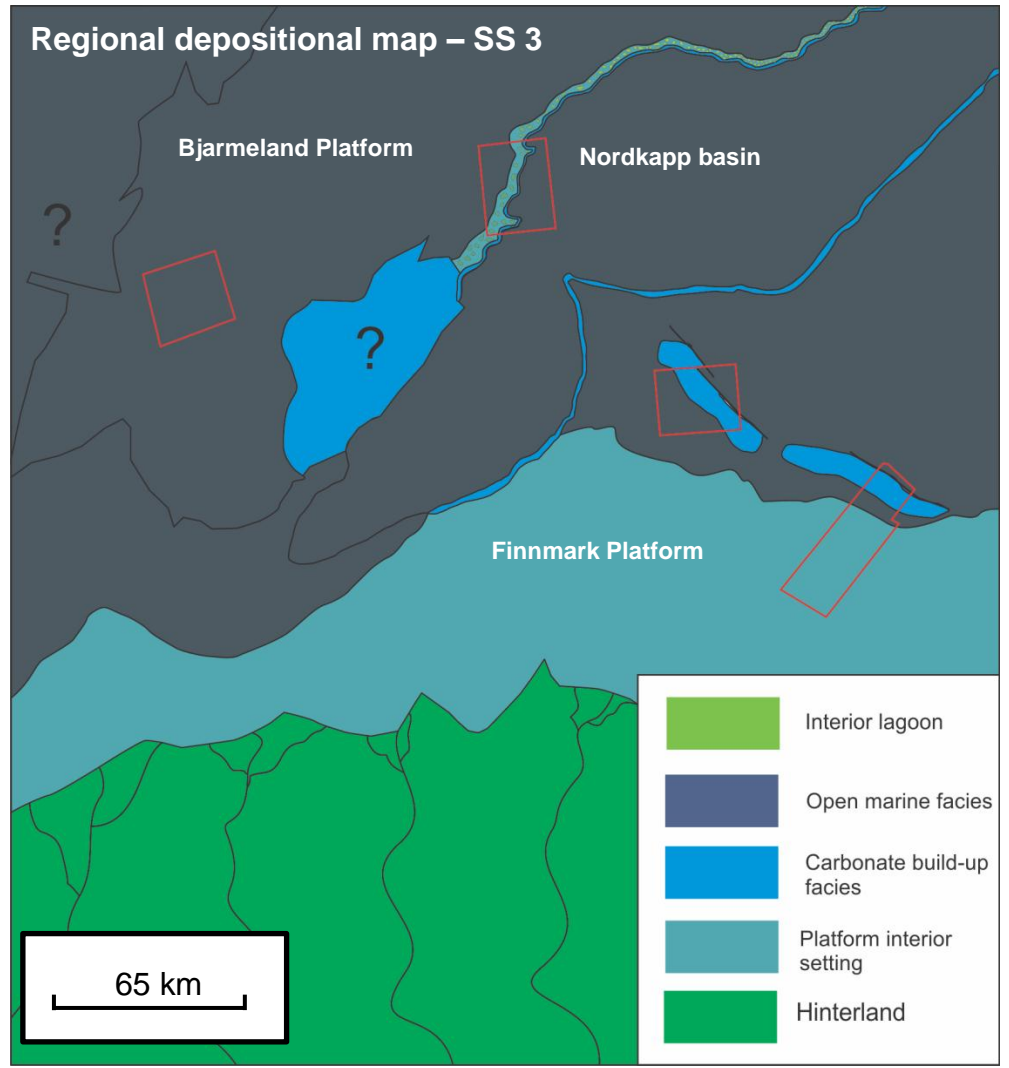 Regional depositional map – SS 3
Bjarmeland Platform
Nordkapp basin
?
?
Finnmark Platform
Interior lagoon
Open marine facies
Carbonate build-up
facies
Platform interior
setting
Hinterland
65 km